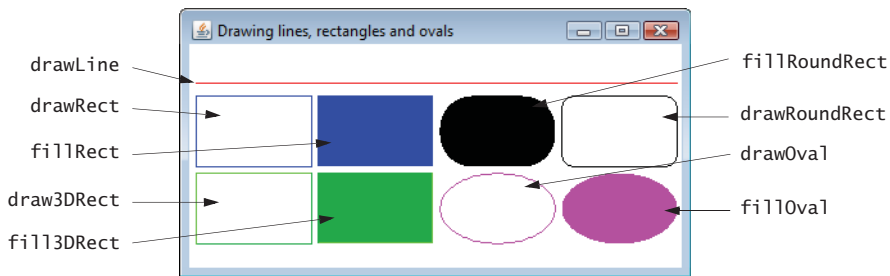 Drawing lines, rectangles and ovals
drawLine
drawRect
fillRect
draw3DRect
fill3DRect
fillRoundRect
drawRoundRect
drawOval
fillOval